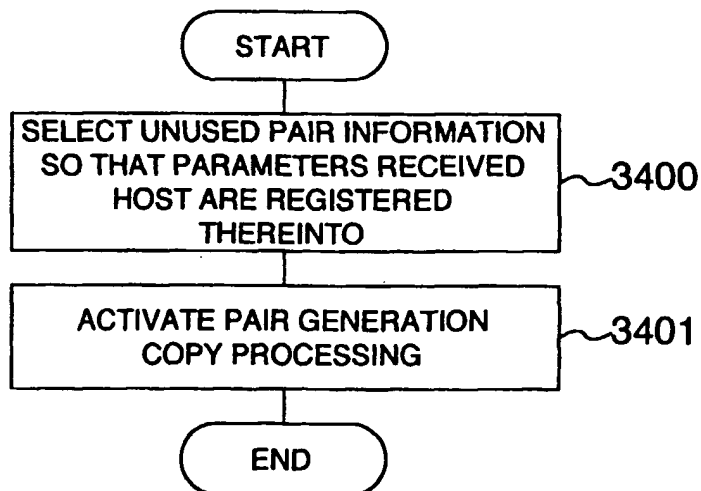 START
SELECT UNUSED PAIR INFORMATION
SO THAT PARAMETERS RECEIVED
HOST ARE REGISTERED
THEREINTO
3400
ACTIVATE PAIR GENERATION
COPY PROCESSING
3401
END